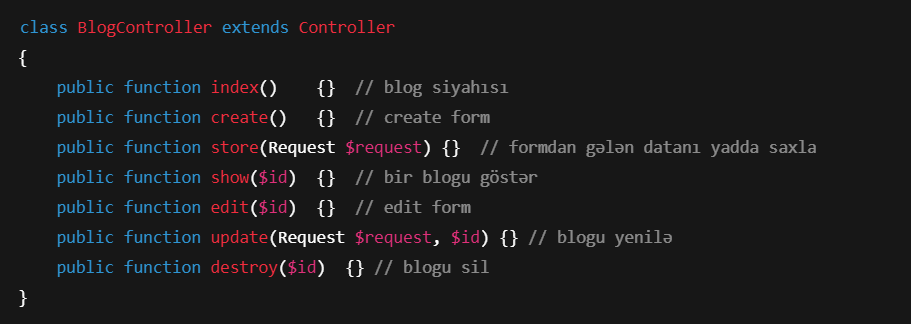 class BlogController extends Controller
{
    public function index()    {}  // blog siyahısı
    public function create()   {}  // create form
    public function store(Request $request) {}  // formdan gələn datanı yadda saxla
    public function show($id)  {}  // bir blogu göstər
    public function edit($id)  {}  // edit form
    public function update(Request $request, $id) {} // blogu yenilə
    public function destroy($id)  {} // blogu sil
}